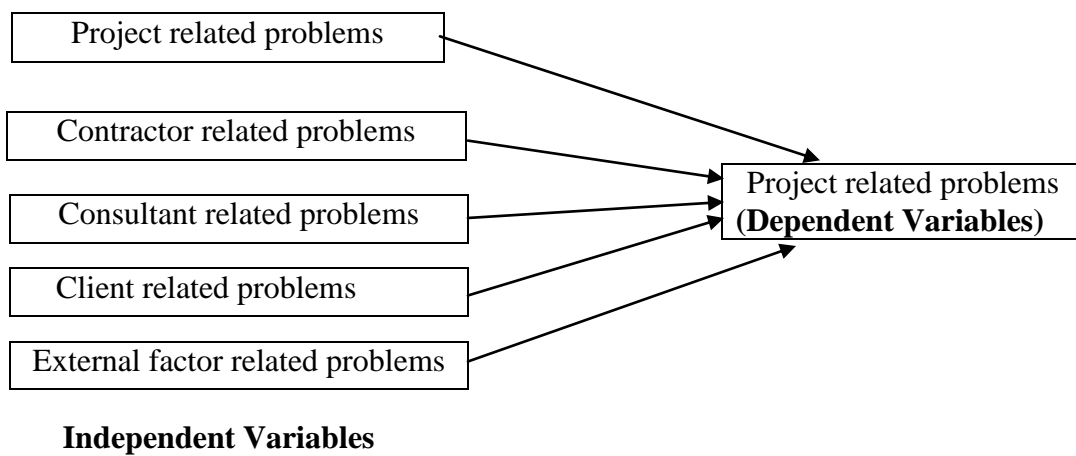 Project related problems
Contractor related problems
Consultant related problems
Client related problems
External factor related problems
Independent Variables
Project related problems
(Dependent Variables)